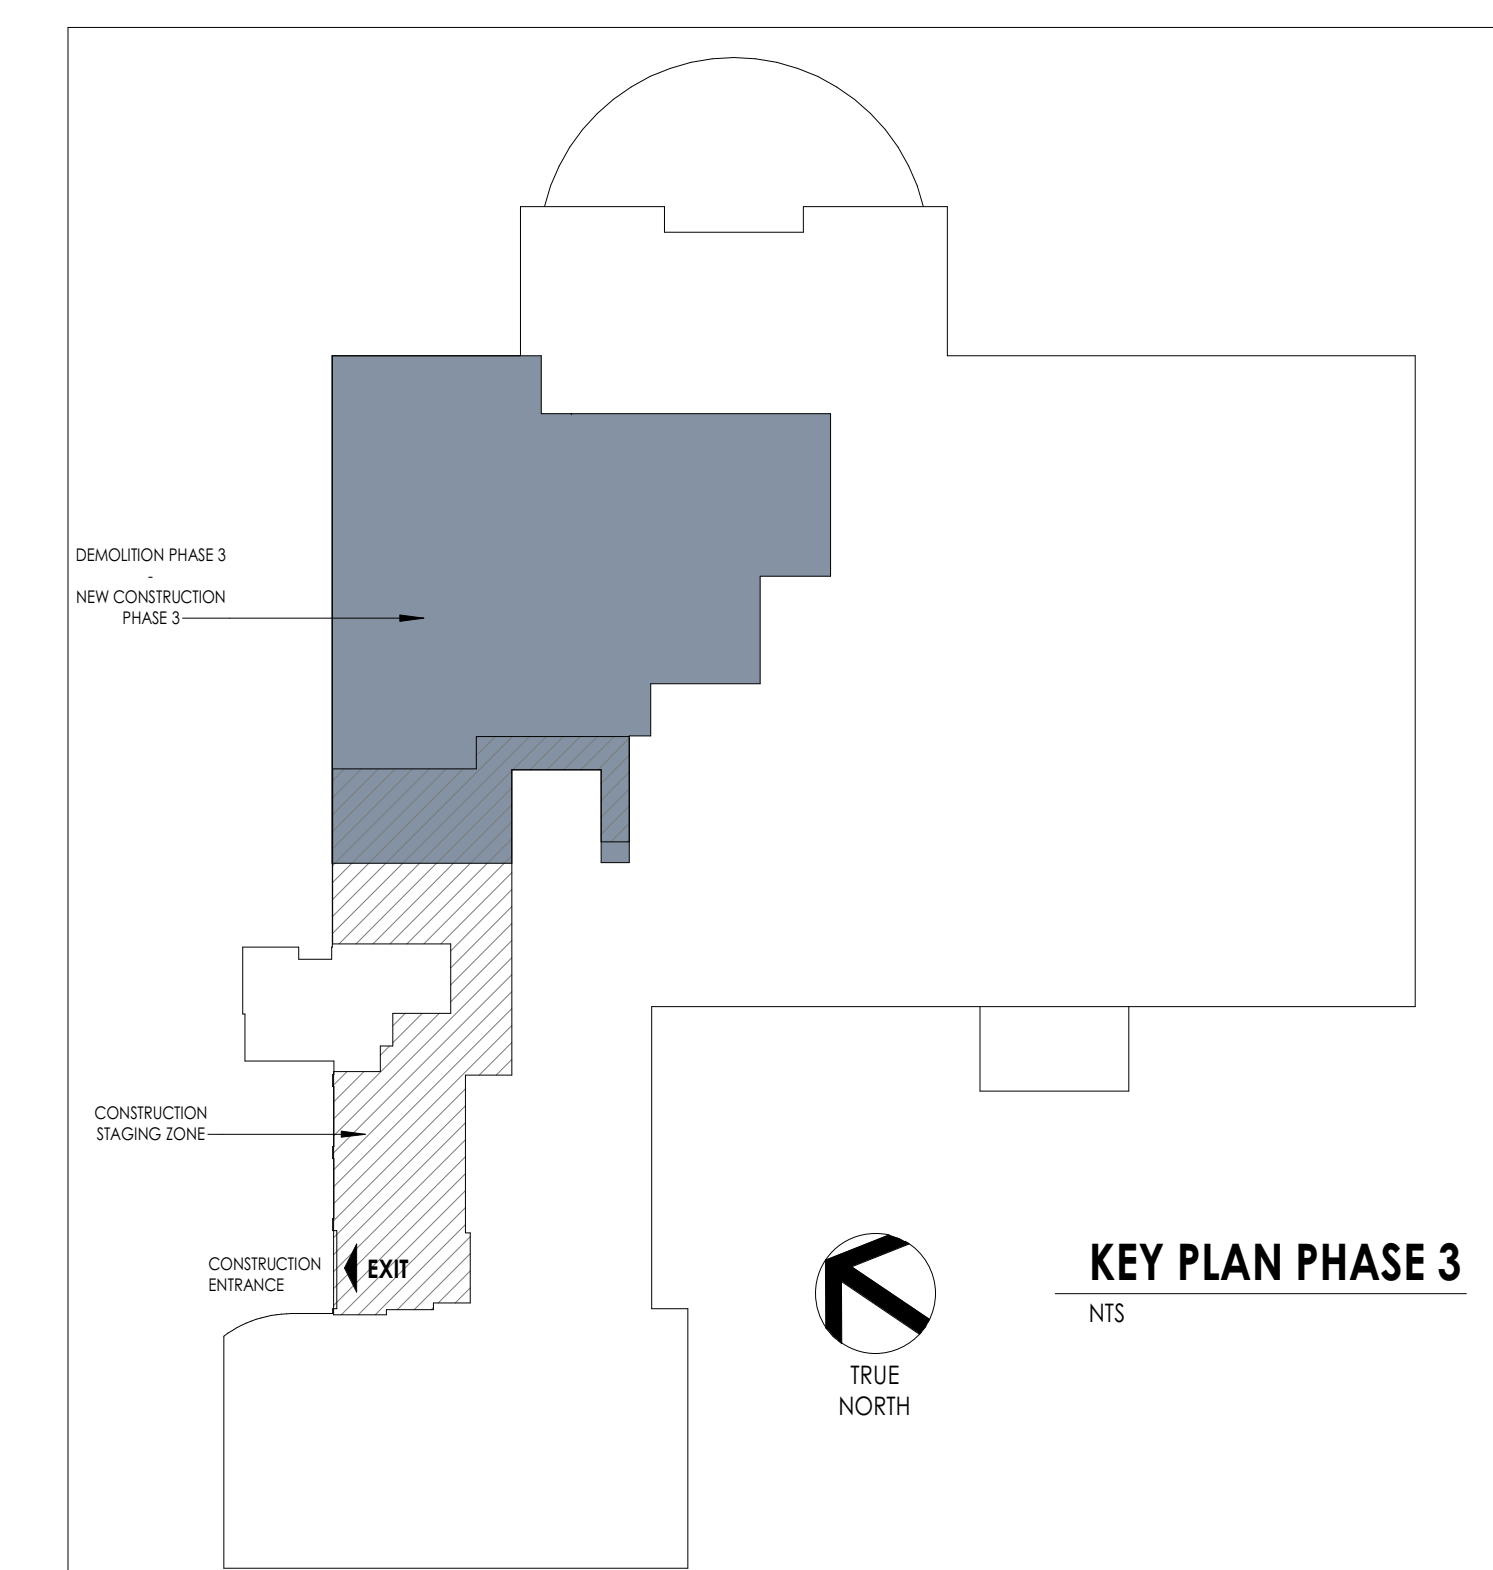 DEMOLITION PHASE 3
-
NEW CONSTRUCTION
PHASE 3
CONSTRUCTION
STAGING ZONE
CONSTRUCTION
ENTRANCE
EXIT
TRUE
NORTH
KEY PLAN PHASE 3
NTS